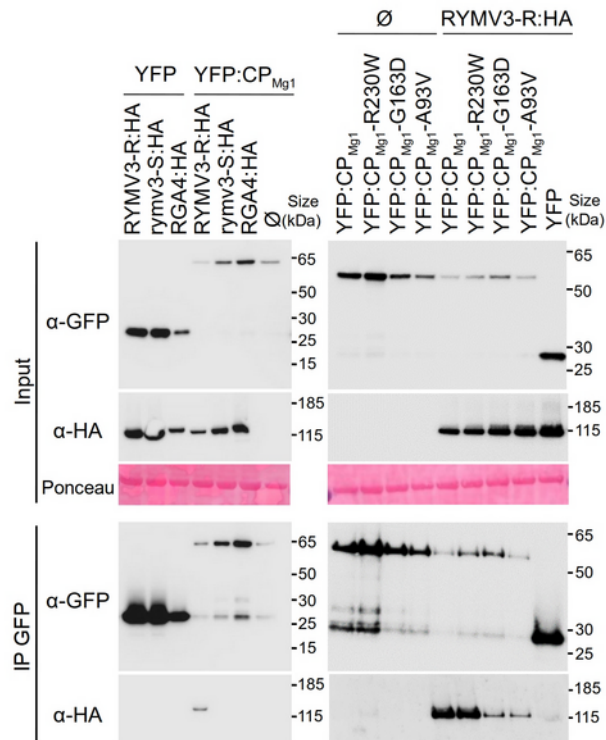 Ø RYMV3-R:HA
YFP YFP:CPMg1
RYMV3-R:HA
rymv3-S:HA
RGA4:HA
RYMV3-R:HA
rymv3-S:HA
RGA4:HA
Ø
Size
(kDa)
YFP:CPMg1
YFP:CPMg1-R230W
YFP:CPMg1-G163D
YFP:CPMg1-A93V
YFP:CPMg1
YFP:CPMg1-R230W
YFP:CPMg1-G163D
YFP:CPMg1-A93V
YFP
Size
(kDa)
Input
α-GFP
-65
-50
-30
-25
-15
-65
-50
-30
-25
α-HA
-185
-115
-185
-115
Ponceau
IP GFP
α-GFP
-65
-50
-30
-25
-15
-65
-50
-30
-25
α-HA
-185
-115
-185
-115